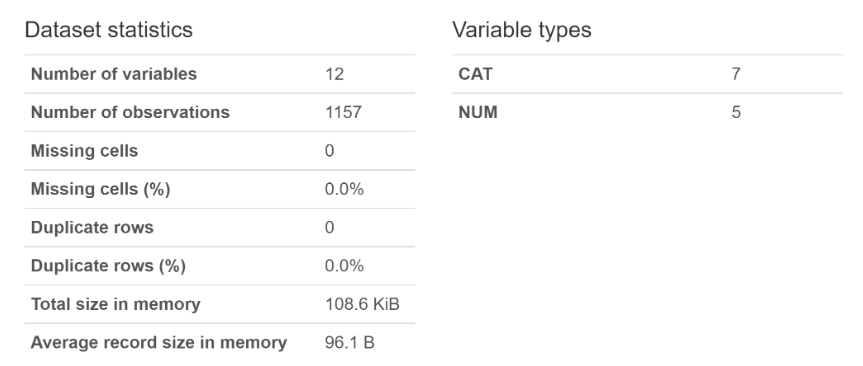 Dataset statistics
Number of variables 12
Number of observations 1157
Missing cells 0
Missing cells (%) 0.0%
Duplicate rows 0
Duplicate rows (%) 0.0%
Total size in memory 108.6 KiB
Average record size in memory 96.1 B
Variable types
CAT 7
NUM 5